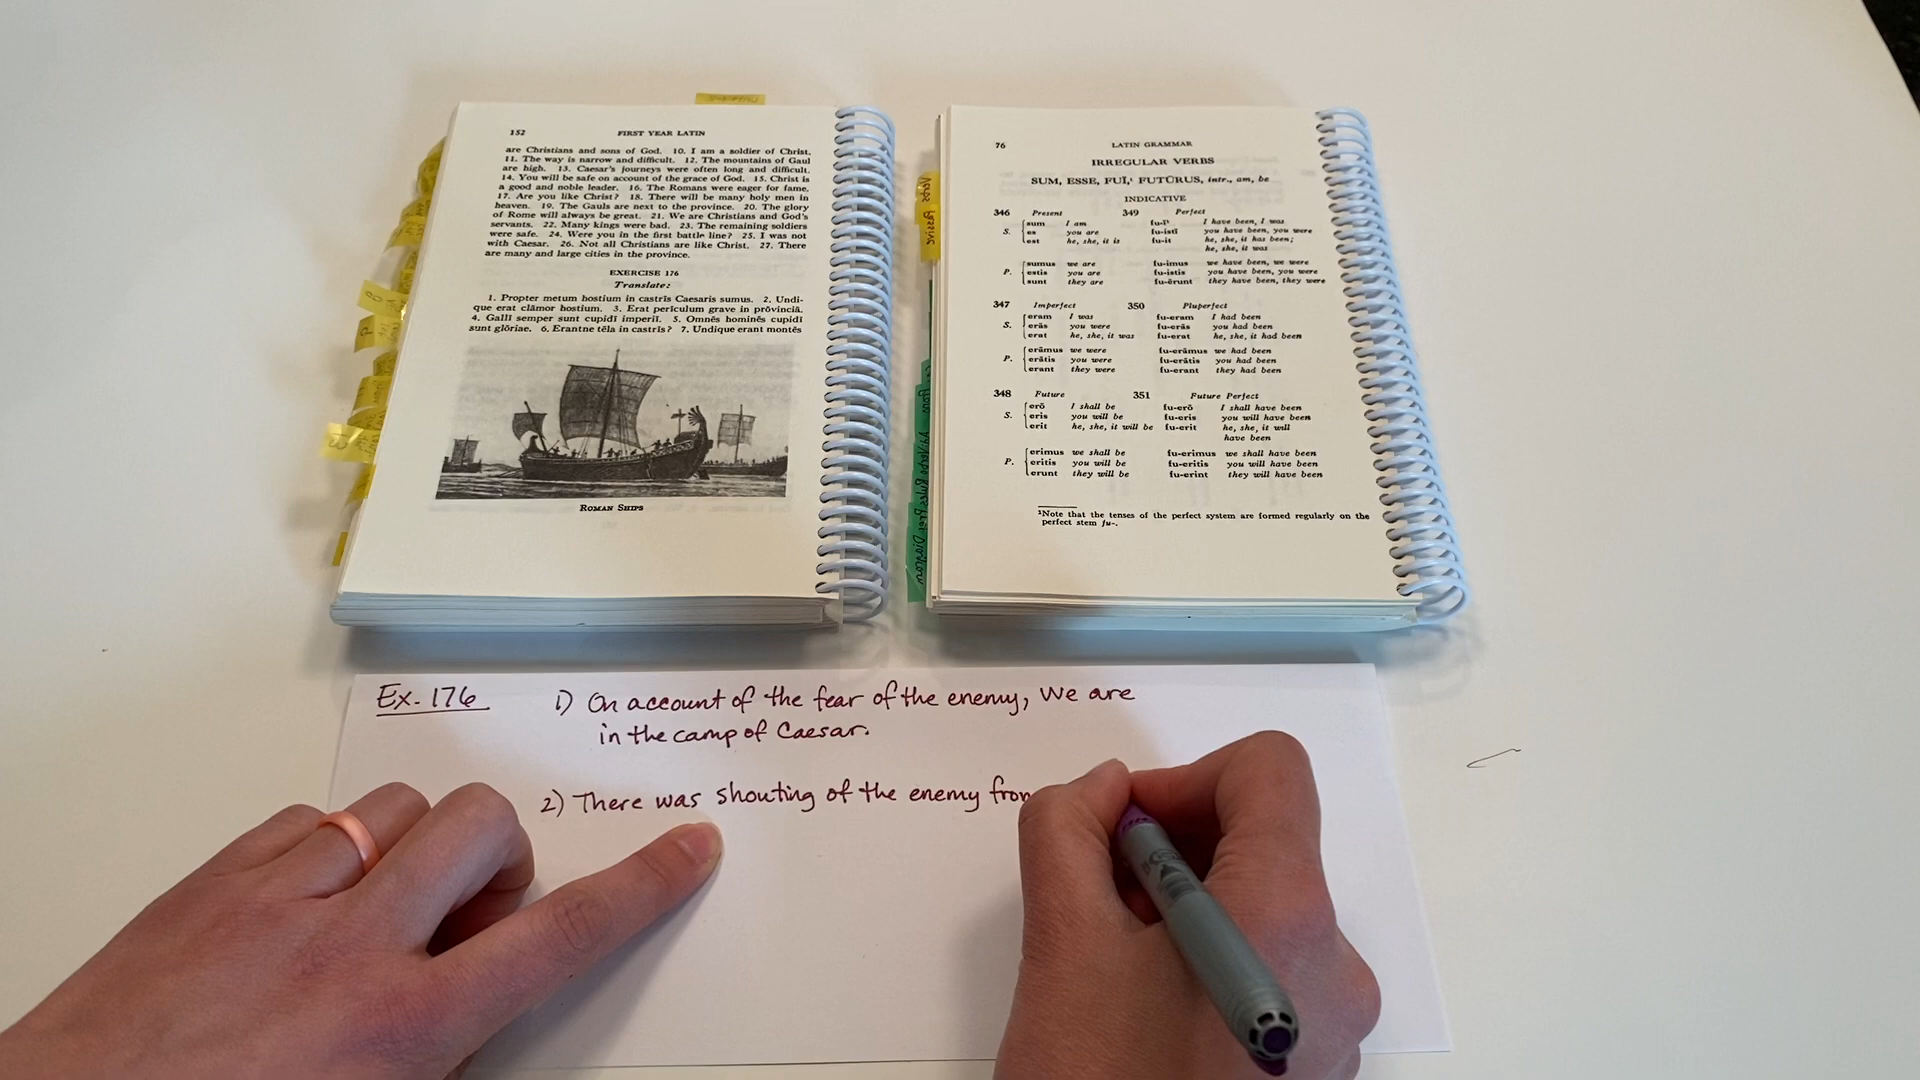 152 FIRST YEAR LATIN
are Christians and sons of God. 10. I am a soldier of Christ.
11. The way is narrow and difficult. 12. The mountains of Gaul
are high. 13. Caesar's journeys were often long and difficult.
14. You will be safe on account of the grace of God. 15. Christ is
a good and noble leader. 16. The Romans were eager for fame.
17. Are you like Christ? 18. There will be many holy men in
heaven. 19. The Gauls are next to the province. 20. The glory
of Rome will always be great. 21. We are Christians and God's
servants. 22. Many kings were bad. 23. The remaining soldiers
were safe. 24. Were you in the first battle line? 25. I was not
with Caesar. 26. Not all Christians are like Christ. 27. There
are many and large cities in the province.
EXERCISE 176
Translate:
1. Propter metum hostium in castrīs Caesaris sumus. 2. Undi-
que erat clāmor hostium. 3. Erat perīculum grave in prōvinciā.
4. Gallī semper sunt cupidī imperiī. 5. Omnēs hominēs cupidī
sunt glōriae. 6. Erantne tēla in castrīs? 7. Undique erant montēs
ROMAN SHIPS
76 LATIN GRAMMAR
IRREGULAR VERBS
SUM, ESSE, FUĪ,¹ FUTŪRUS, intr., am, be
INDICATIVE
346 Present 349 Perfect
S. sum I am fu-ī I have been, I was
es you are fu-istī you have been, you were
est he, she, it is fu-it he, she, it has been;
he, she, it was
P. sumus we are fu-imus we have been, we were
estis you are fu-istis you have been, you were
sunt they are fu-ērunt they have been, they were
347 Imperfect 350 Pluperfect
S. eram I was fu-eram I had been
erās you were fu-erās you had been
erat he, she, it was fu-erat he, she, it had been
P. erāmus we were fu-erāmus we had been
erātis you were fu-erātis you had been
erant they were fu-erant they had been
348 Future 351 Future Perfect
S. erō I shall be fu-erō I shall have been
eris you will be fu-eris you will have been
erit he, she, it will be fu-erit he, she, it will
have been
P. erimus we shall be fu-erimus we shall have been
eritis you will be fu-eritis you will have been
erunt they will be fu-erint they will have been
¹Note that the tenses of the perfect system are formed regularly on the
perfect stem fu-.
Ex. 176 1) On account of the fear of the enemy, we are
in the camp of Caesar.
2) There was shouting of the enemy from